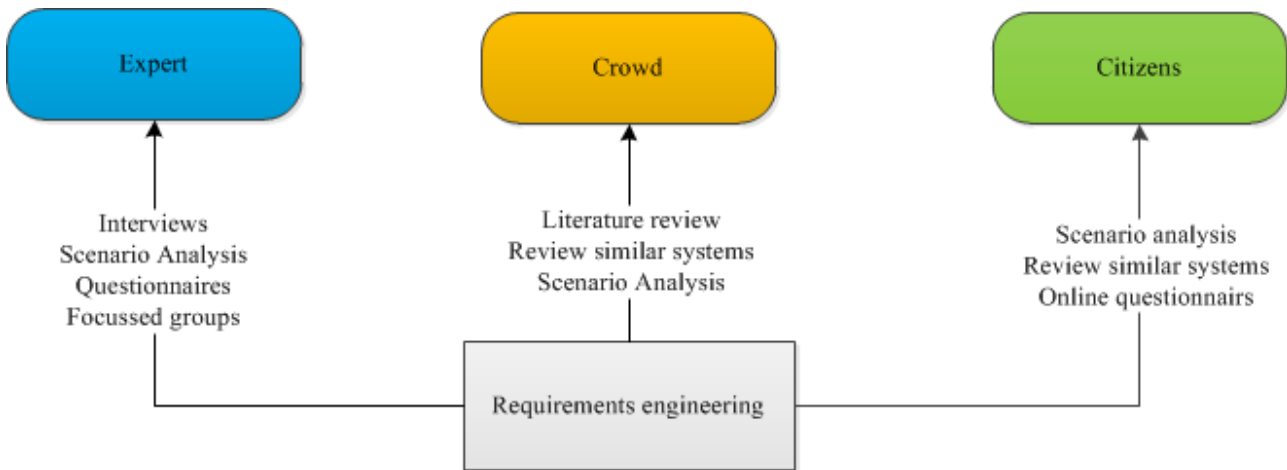 Expert
Crowd
Citizens
Interviews
Scenario Analysis
Questionnaires
Focussed groups
Literature review
Review similar systems
Scenario Analysis
Scenario analysis
Review similar systems
Online questionnairs
Requirements engineering